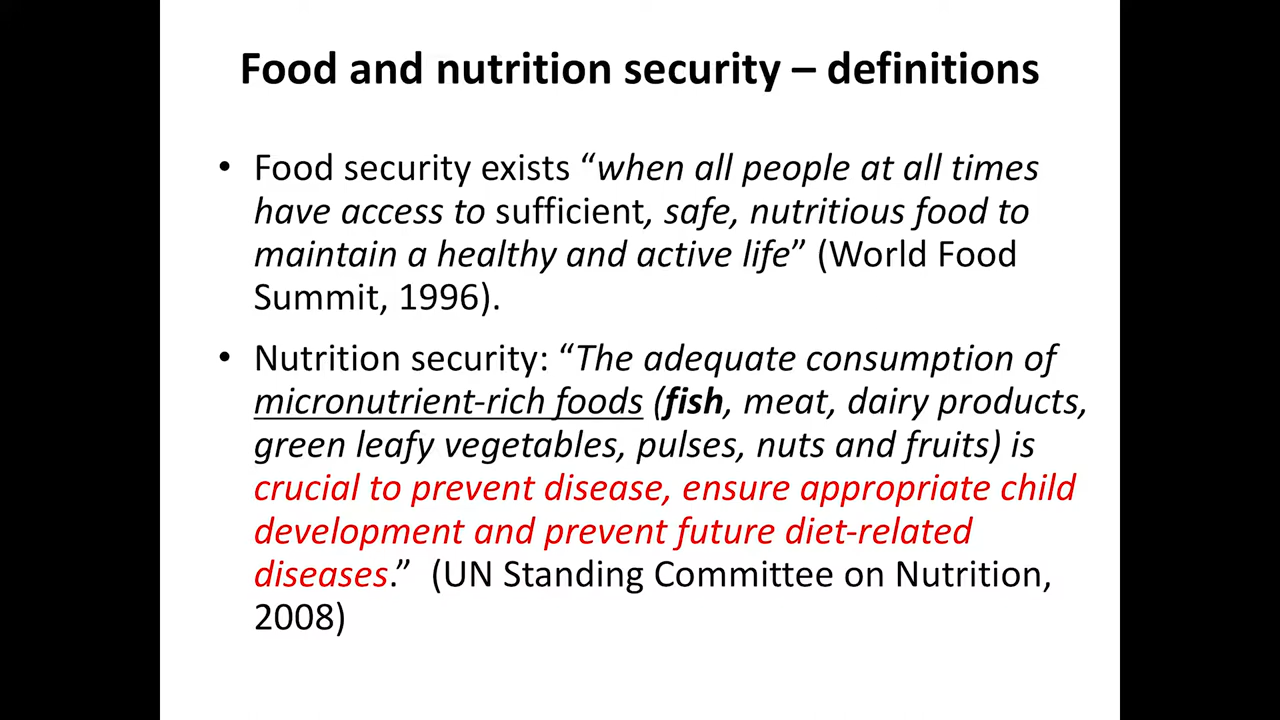 Food and nutrition security – definitions
• Food security exists “when all people at all times
have access to sufficient, safe, nutritious food to
maintain a healthy and active life” (World Food
Summit, 1996).
• Nutrition security: “The adequate consumption of
micronutrient-rich foods (fish, meat, dairy products,
green leafy vegetables, pulses, nuts and fruits) is
crucial to prevent disease, ensure appropriate child
development and prevent future diet-related
diseases.” (UN Standing Committee on Nutrition,
2008)